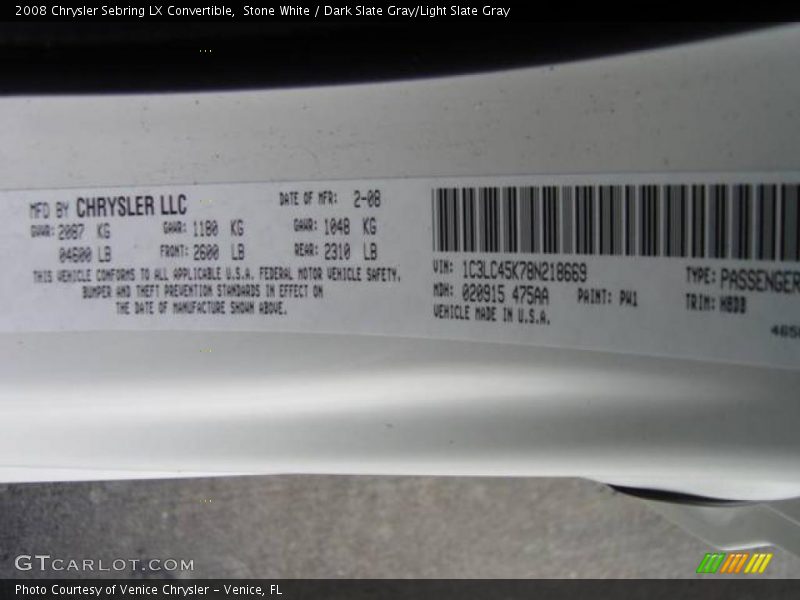 2008 Chrysler Sebring LX Convertible,  Stone White / Dark Slate Gray/Light Slate Gray
MFD BY CHRYSLER LLC
DATE OF MFR: 2-08
GVWR: 2087 KG
GAWR: 1180 KG
GAWR: 1048 KG
04600 LB
FRONT: 2600 LB
REAR: 2310 LB
THIS VEHICLE CONFORMS TO ALL APPLICABLE U.S.A. FEDERAL MOTOR VEHICLE SAFETY,
BUMPER AND THEFT PREVENTION STANDARDS IN EFFECT ON
THE DATE OF MANUFACTURE SHOWN ABOVE.
VIN: 1C3LC45K78N218669
TYPE: PASSENGER
MDH: 020915 475AA
PAINT: PW1
TRIM:
VEHICLE MADE IN U.S.A.
GTCARLOT.COM
Photo Courtesy of Venice Chrysler - Venice, FL